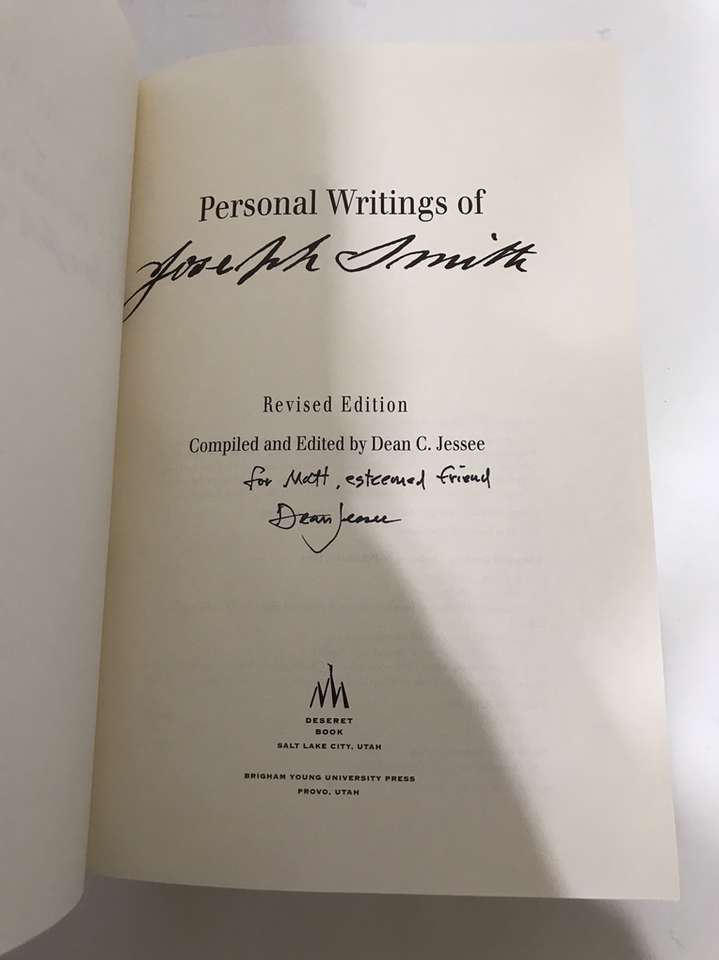 Personal Writings of
Joseph Smith
Revised Edition
Compiled and Edited by Dean C. Jessee
for Matt, esteemed friend
Dean Jessee
DESERET
BOOK
SALT LAKE CITY, UTAH
BRIGHAM YOUNG UNIVERSITY PRESS
PROVO, UTAH